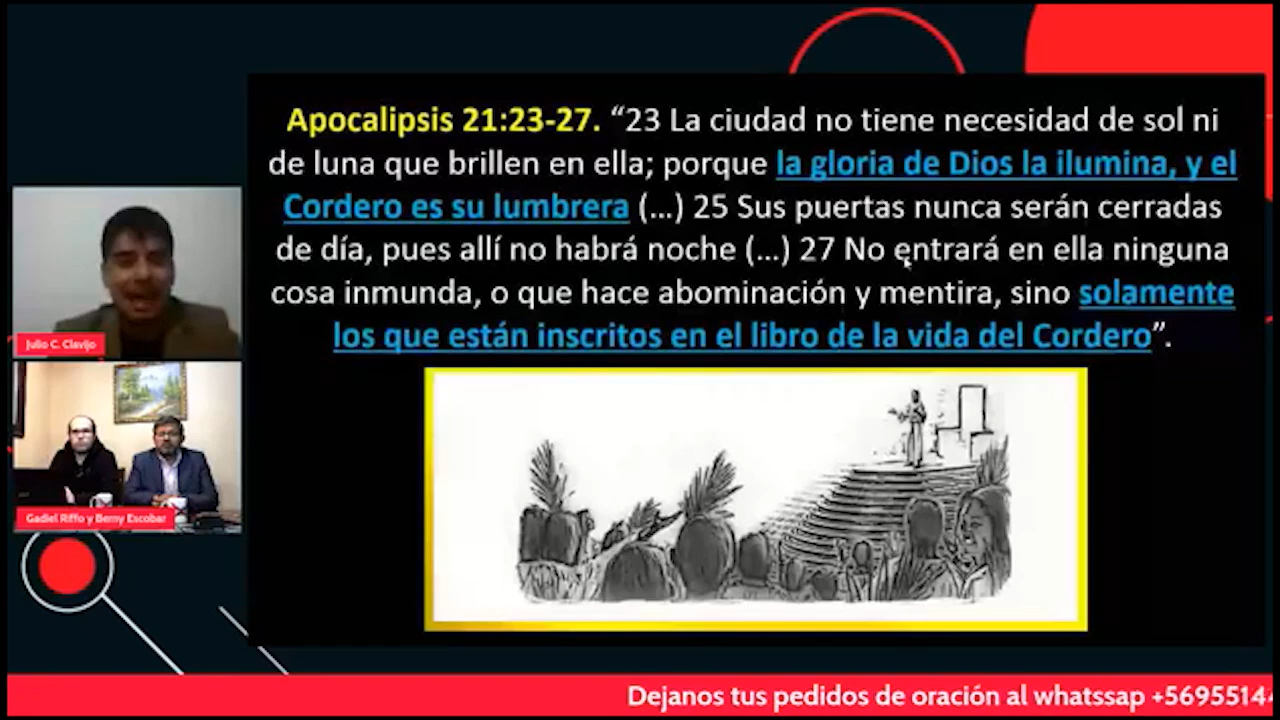 Apocalipsis 21:23-27. “23 La ciudad no tiene necesidad de sol ni
de luna que brillen en ella; porque la gloria de Dios la ilumina, y el
Cordero es su lumbrera (...) 25 Sus puertas nunca serán cerradas
de día, pues allí no habrá noche (...) 27 No entrará en ella ninguna
cosa inmunda, o que hace abominación y mentira, sino solamente
los que están inscritos en el libro de la vida del Cordero”.
Julio C. Clavijo
Gadiel Riffo y Berny Escobar
Dejanos tus pedidos de oración al whatssap +5695514